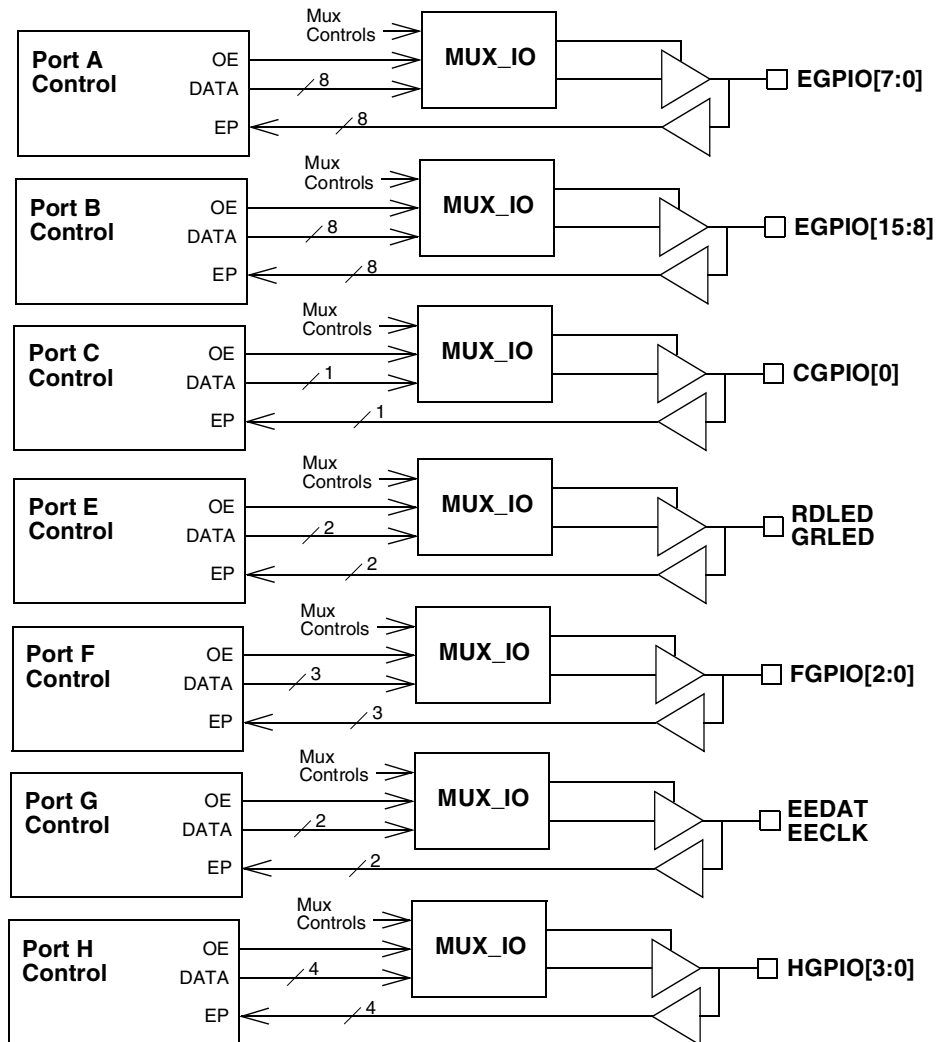 Port A
Control
OE
DATA
EP
8
8
Mux
Controls
MUX_IO
EGPIO[7:0]
Port B
Control
OE
DATA
EP
8
8
Mux
Controls
MUX_IO
EGPIO[15:8]
Port C
Control
OE
DATA
EP
1
1
Mux
Controls
MUX_IO
CGPIO[0]
Port E
Control
OE
DATA
EP
2
2
Mux
Controls
MUX_IO
RDLED
GRLED
Port F
Control
OE
DATA
EP
3
3
Mux
Controls
MUX_IO
FGPIO[2:0]
Port G
Control
OE
DATA
EP
2
2
Mux
Controls
MUX_IO
EEDAT
EECLK
Port H
Control
OE
DATA
EP
4
4
Mux
Controls
MUX_IO
HGPIO[3:0]